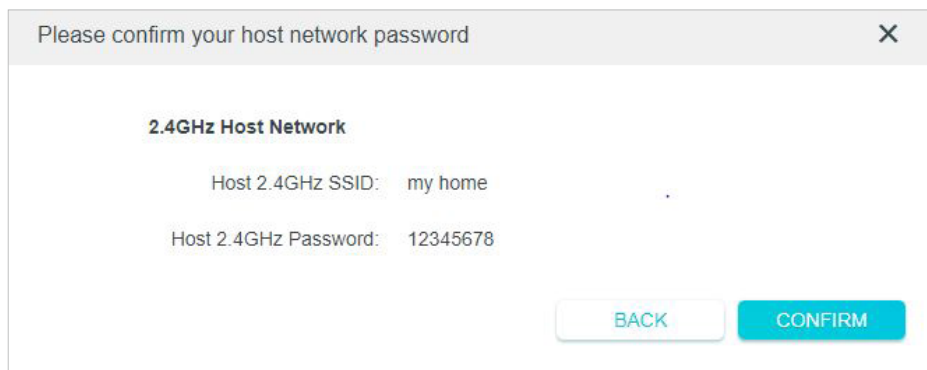 Please confirm your host network password
2.4GHz Host Network
Host 2.4GHz SSID: my home
Host 2.4GHz Password: 12345678
BACK CONFIRM